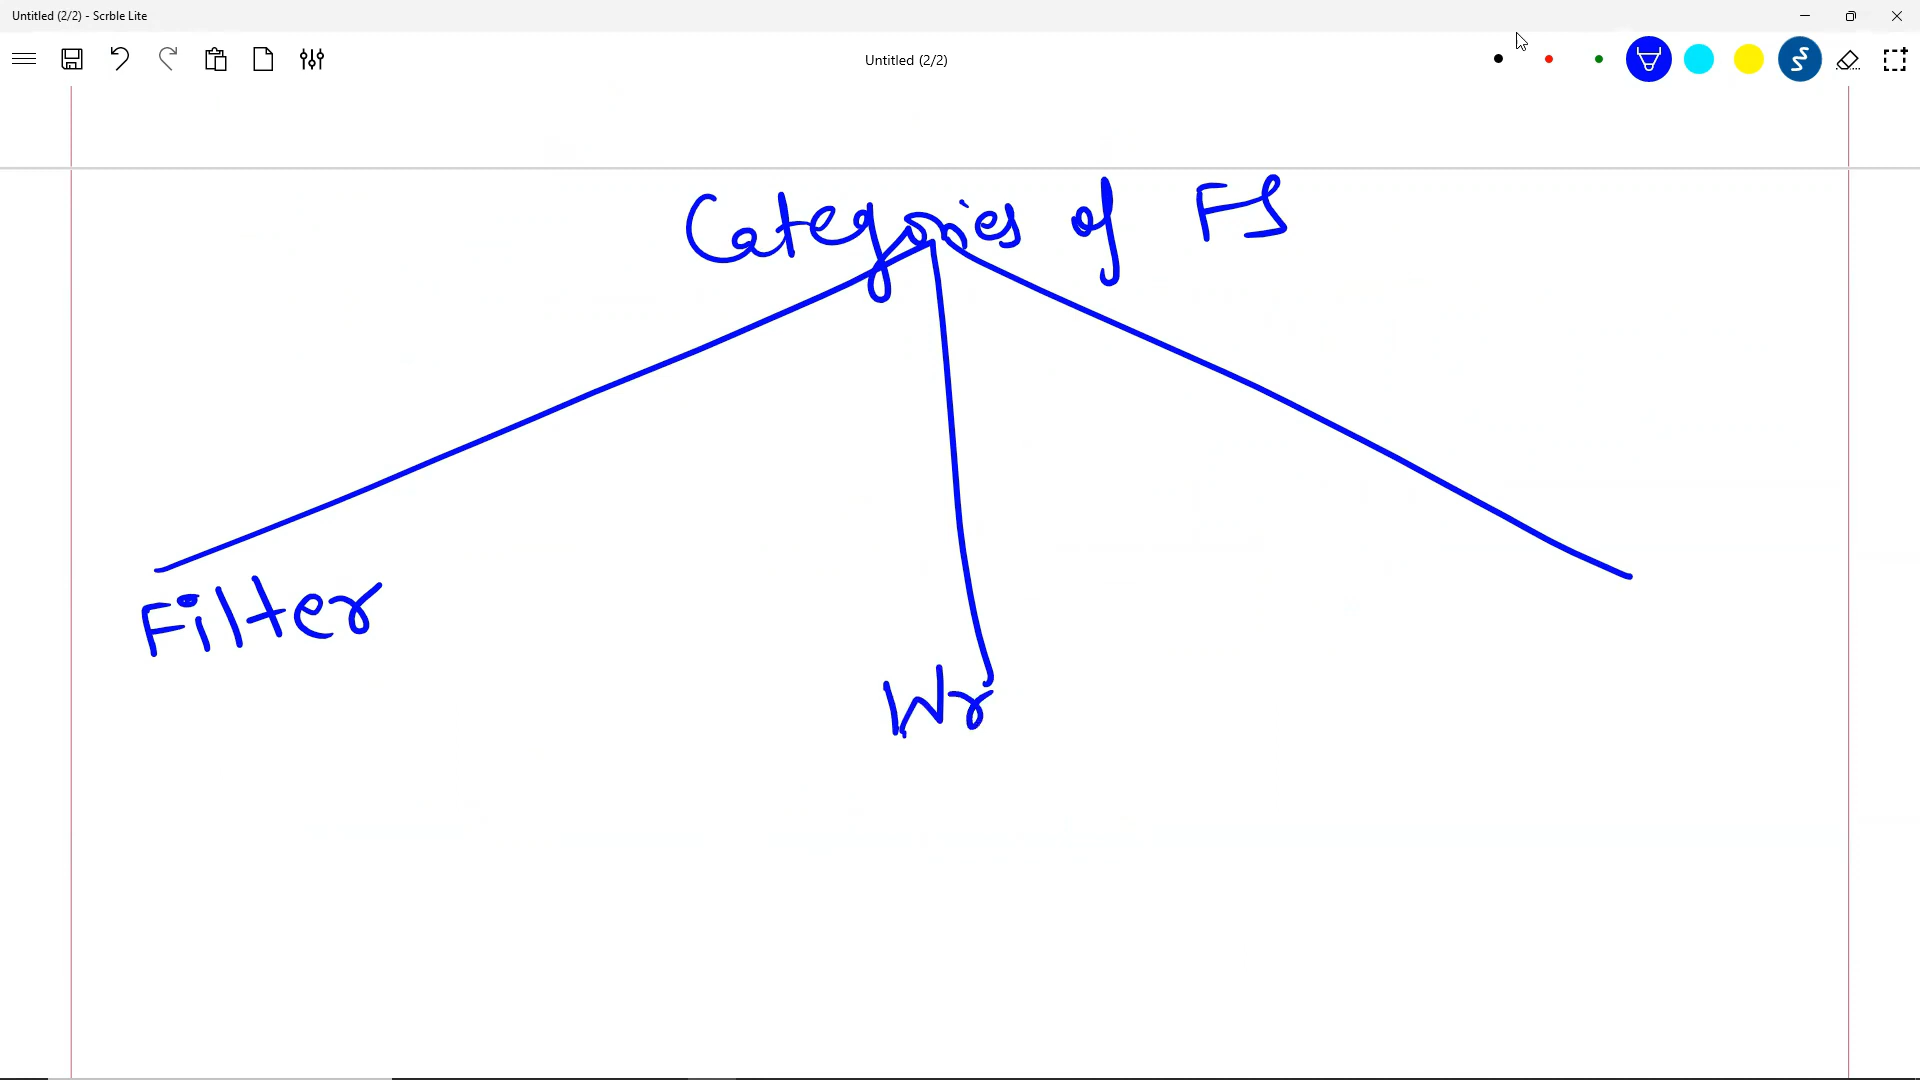 Untitled (2/2) - Scrble Lite
Untitled (2/2)
Categories of FS
Filter
Wr